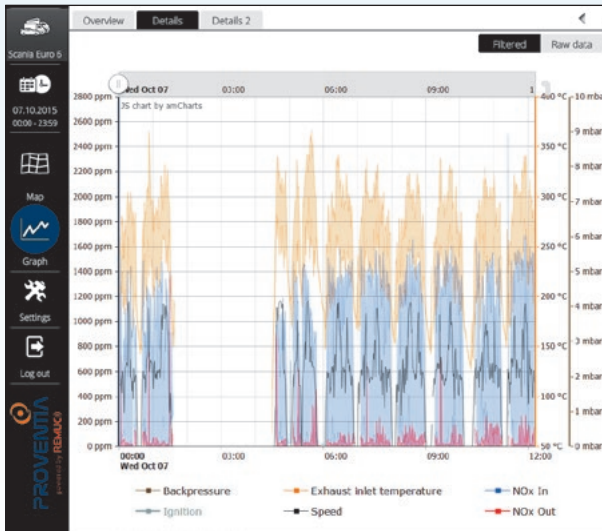 Overview Details Details 2
Scania Euro 6
Filtered Raw data
07.10.2015
00:00 - 23:59
Wed Oct 07 03:00 06:00 09:00 1
JS chart by amCharts
2800 ppm 400 °C 10 mbar
2600 ppm 9 mbar
2400 ppm 350 °C
2200 ppm 8 mbar
2000 ppm 300 °C 7 mbar
1800 ppm
1600 ppm 250 °C 6 mbar
1400 ppm 5 mbar
1200 ppm 200 °C
1000 ppm 4 mbar
800 ppm 150 °C 3 mbar
600 ppm 2 mbar
400 ppm 100 °C
200 1 mbar
0 ppm 50 °C 0 mbar
00:00 03:00 06:00 09:00 12:00
Wed Oct 07
Map
Graph
Settings
Log out
PROVENTIA
powered by REMUC
Backpressure Exhaust inlet temperature NOx In
Ignition Speed NOx Out